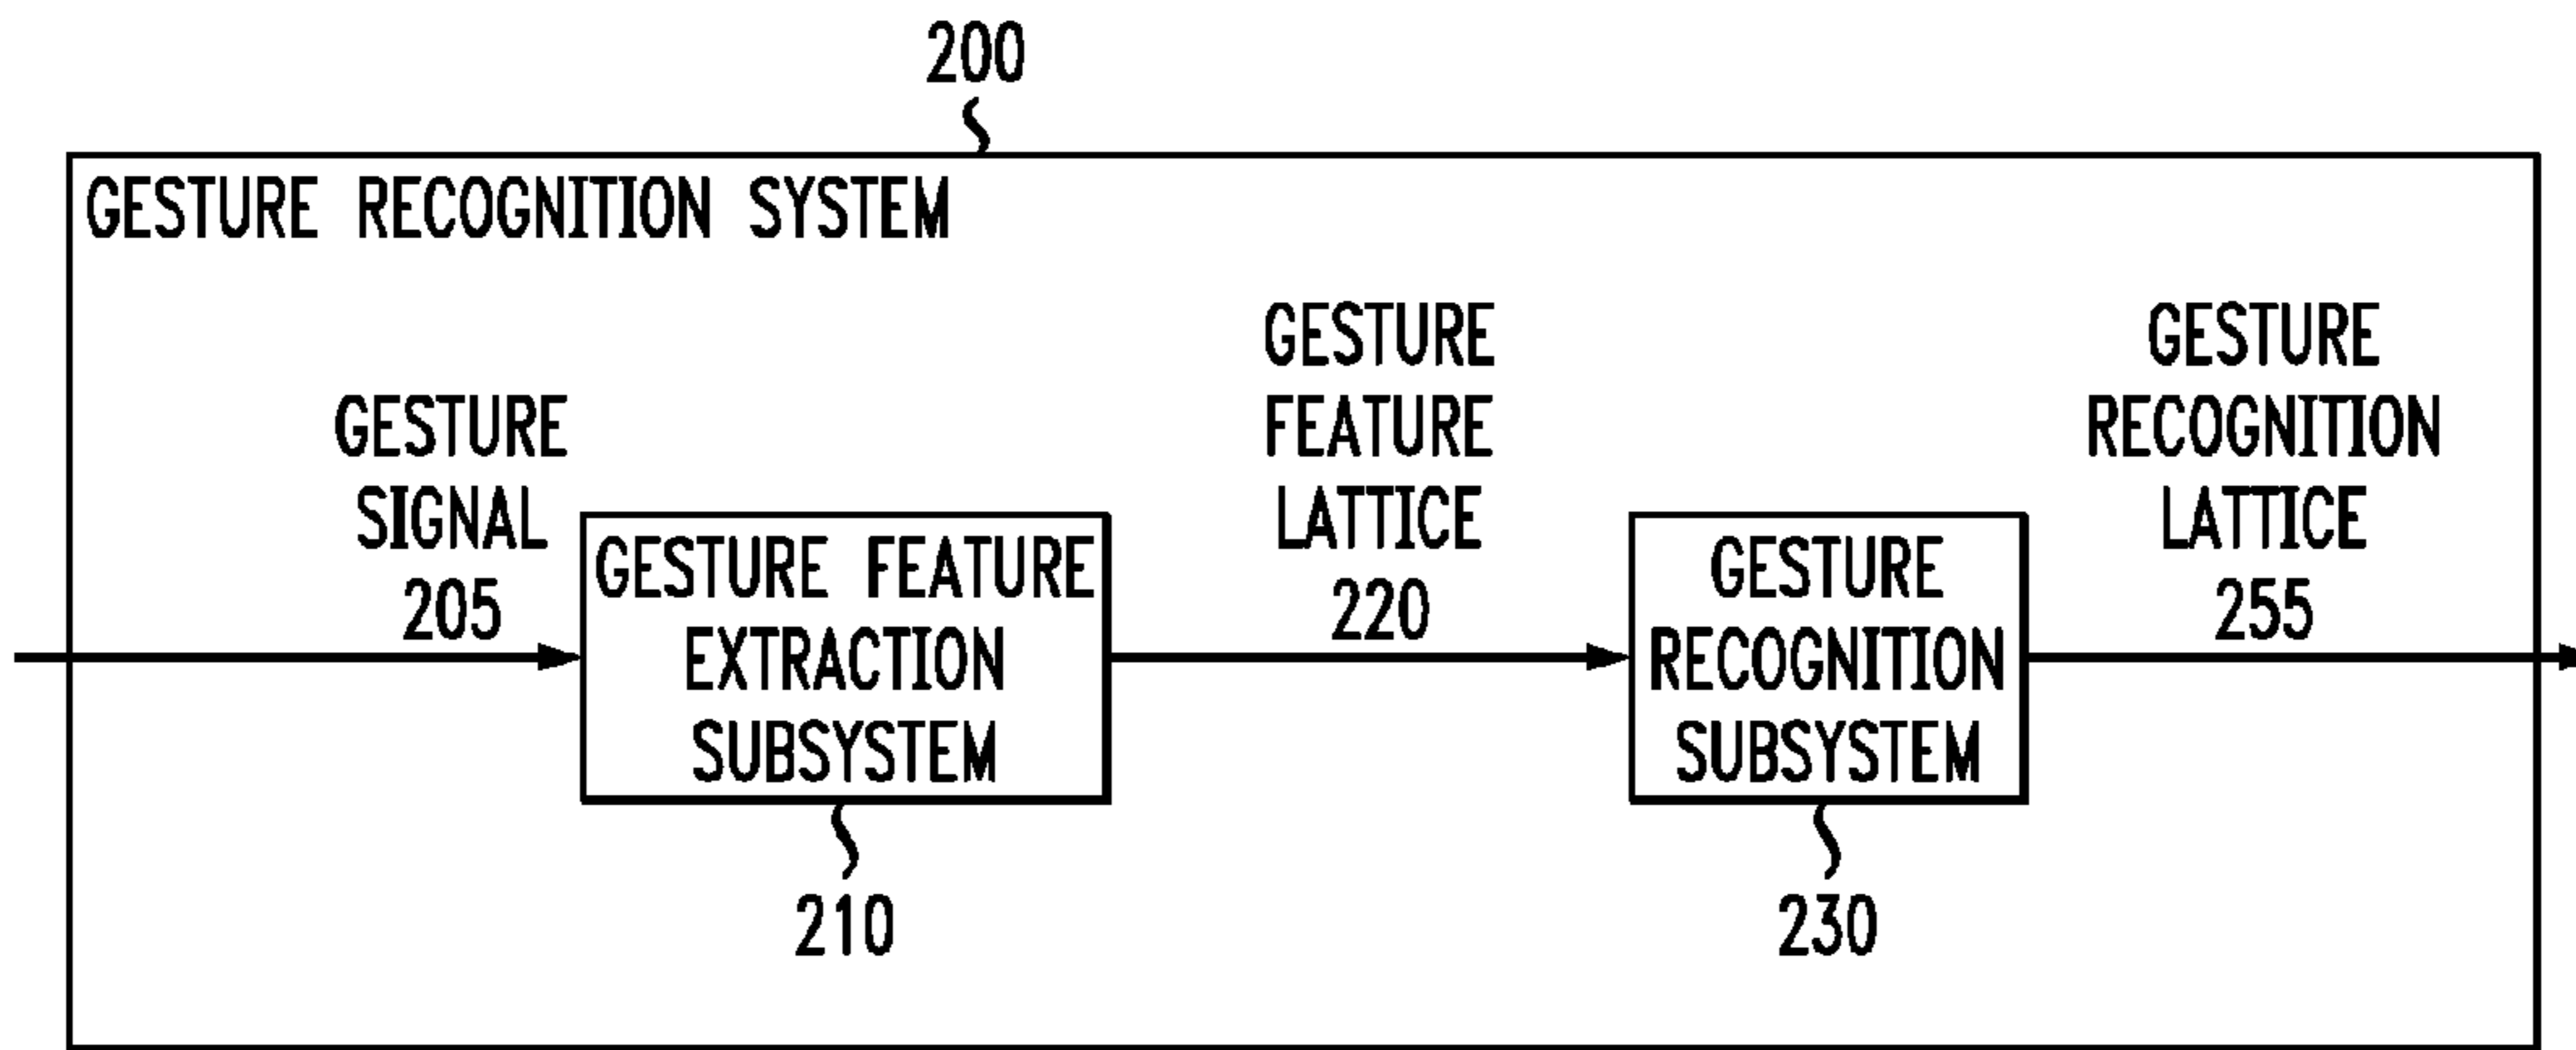 200
GESTURE RECOGNITION SYSTEM
GESTURE
SIGNAL
205
GESTURE FEATURE
EXTRACTION
SUBSYSTEM
210
GESTURE
FEATURE
LATTICE
220
GESTURE
RECOGNITION
SUBSYSTEM
230
GESTURE
RECOGNITION
LATTICE
255